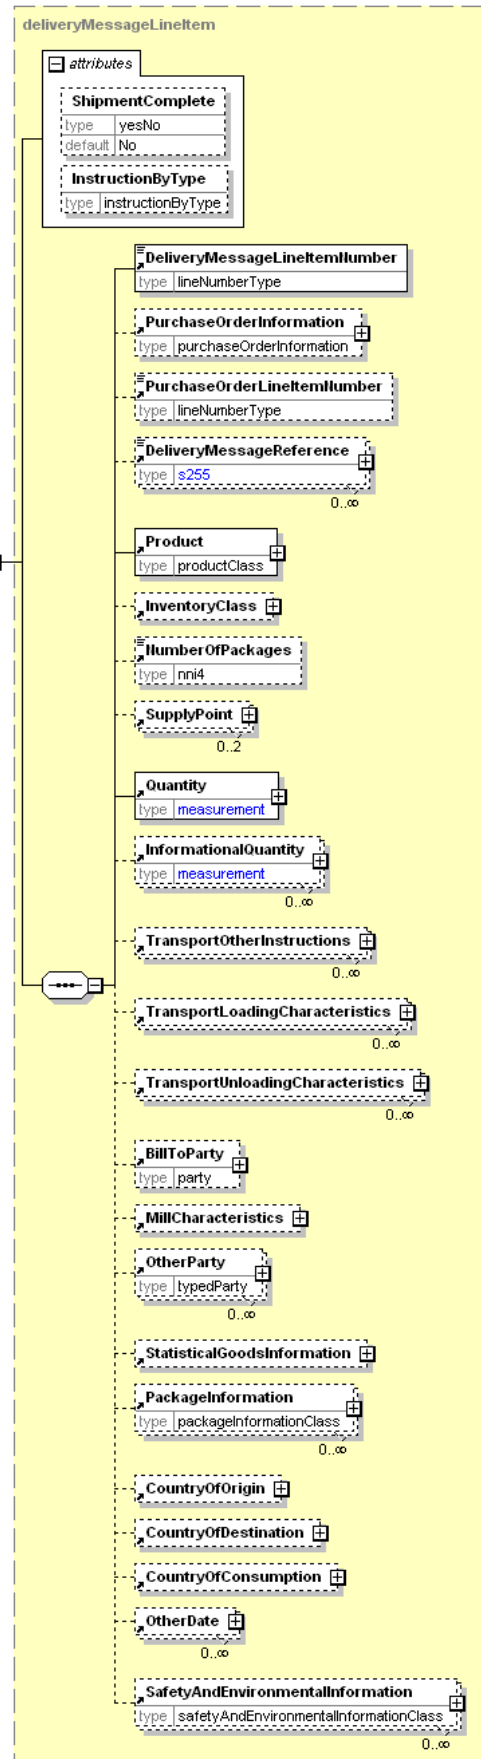 deliveryMessageLineItem
attributes
ShipmentComplete
type yesNo
default No
InstructionByType
type instructionByType
DeliveryMessageLineItemNumber
type lineNumberType
PurchaseOrderInformation
type purchaseOrderInformation
PurchaseOrderLineItemNumber
type lineNumberType
DeliveryMessageReference
type s255
0..∞
Product
type productClass
InventoryClass
NumberOfPackages
type nni4
SupplyPoint
0..2
Quantity
type measurement
InformationalQuantity
type measurement
0..∞
TransportOtherInstructions
0..∞
TransportLoadingCharacteristics
0..∞
TransportUnloadingCharacteristics
0..∞
BillToParty
type party
MillCharacteristics
OtherParty
type typedParty
0..∞
StatisticalGoodsInformation
PackageInformation
type packageInformationClass
0..∞
CountryOfOrigin
CountryOfDestination
CountryOfConsumption
OtherDate
0..∞
SafetyAndEnvironmentalInformation
type safetyAndEnvironmentalInformationClass
0..∞